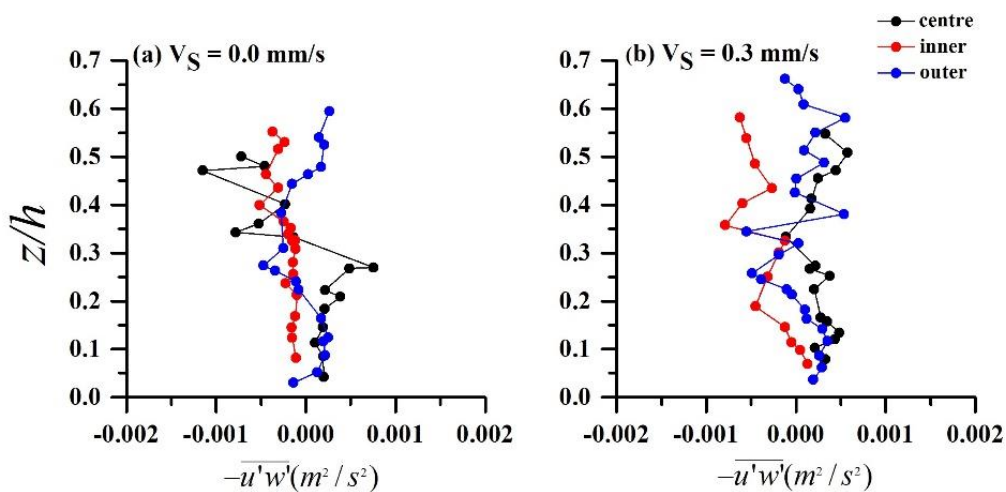 centre
inner
outer
(a) V_S = 0.0 mm/s
(b) V_S = 0.3 mm/s
z/h
0.7
0.6
0.5
0.4
0.3
0.2
0.1
0.0
-0.002 -0.001 0.000 0.001 0.002
-u'w'(m²/s²)
0.7
0.6
0.5
0.4
0.3
0.2
0.1
0.0
-0.002 -0.001 0.000 0.001 0.002
-u'w'(m²/s²)